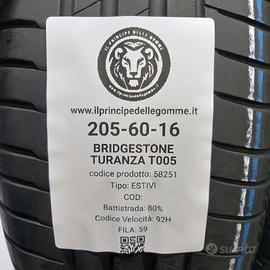 IL PRINCIPE DELLE GOMME
www.ilprincipedellegomme.it
205-60-16
BRIDGESTONE
TURANZA T005
codice prodotto: 58251
Tipo: ESTIVI
COD:
Battistrada: 80%
Codice Velocità: 92H
FILA: 59
SUBITO